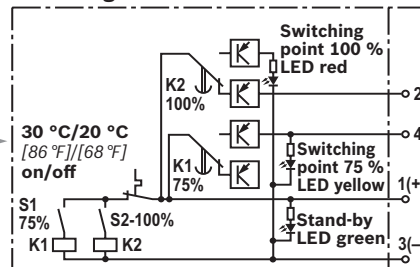 Switching
point 100 %
LED red
K2
100%
2
4
30 °C/20 °C
[86 °F]/[68 °F]
on/off
K1
75%
Switching
point 75 %
LED yellow
1(+
S1
75%
S2-100%
K1
K2
Stand-by
LED green
3(–